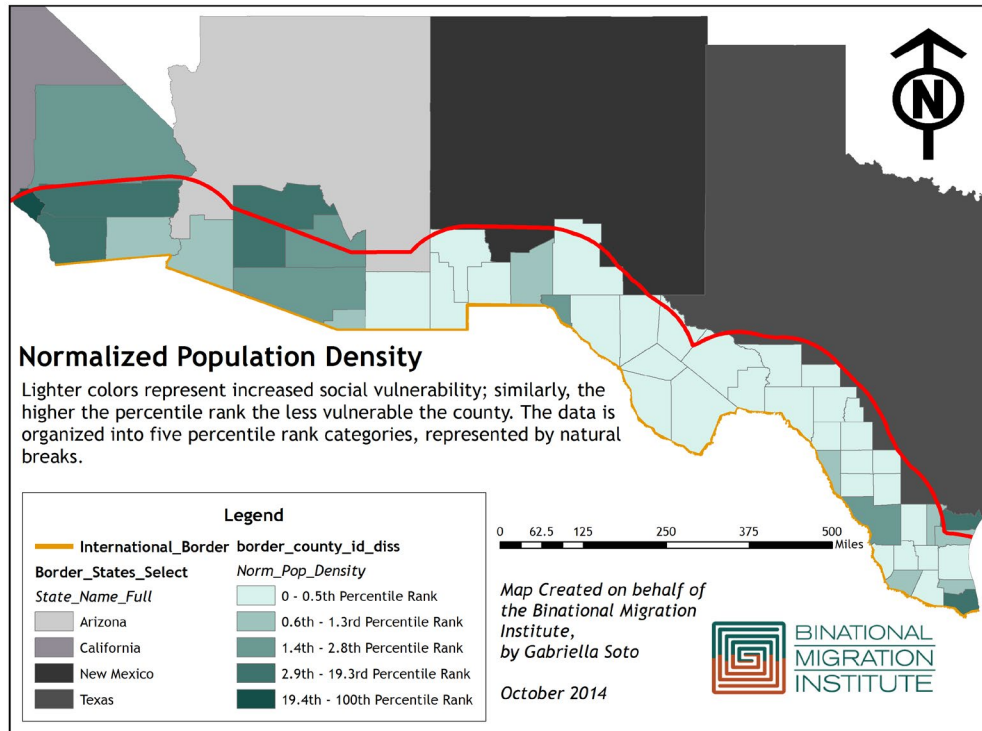 N
Normalized Population Density
Lighter colors represent increased social vulnerability; similarly, the
higher the percentile rank the less vulnerable the county. The data is
organized into five percentile rank categories, represented by natural
breaks.
Legend
International_Border
Border_States_Select
State_Name_Full
Arizona
California
New Mexico
Texas
border_county_id_diss
Norm_Pop_Density
0 - 0.5th Percentile Rank
0.6th - 1.3rd Percentile Rank
1.4th - 2.8th Percentile Rank
2.9th - 19.3rd Percentile Rank
19.4th - 100th Percentile Rank
0 62.5 125 250 375 500
Miles
Map Created on behalf of
the Binational Migration
Institute,
by Gabriella Soto
October 2014
BINATIONAL
MIGRATION
INSTITUTE